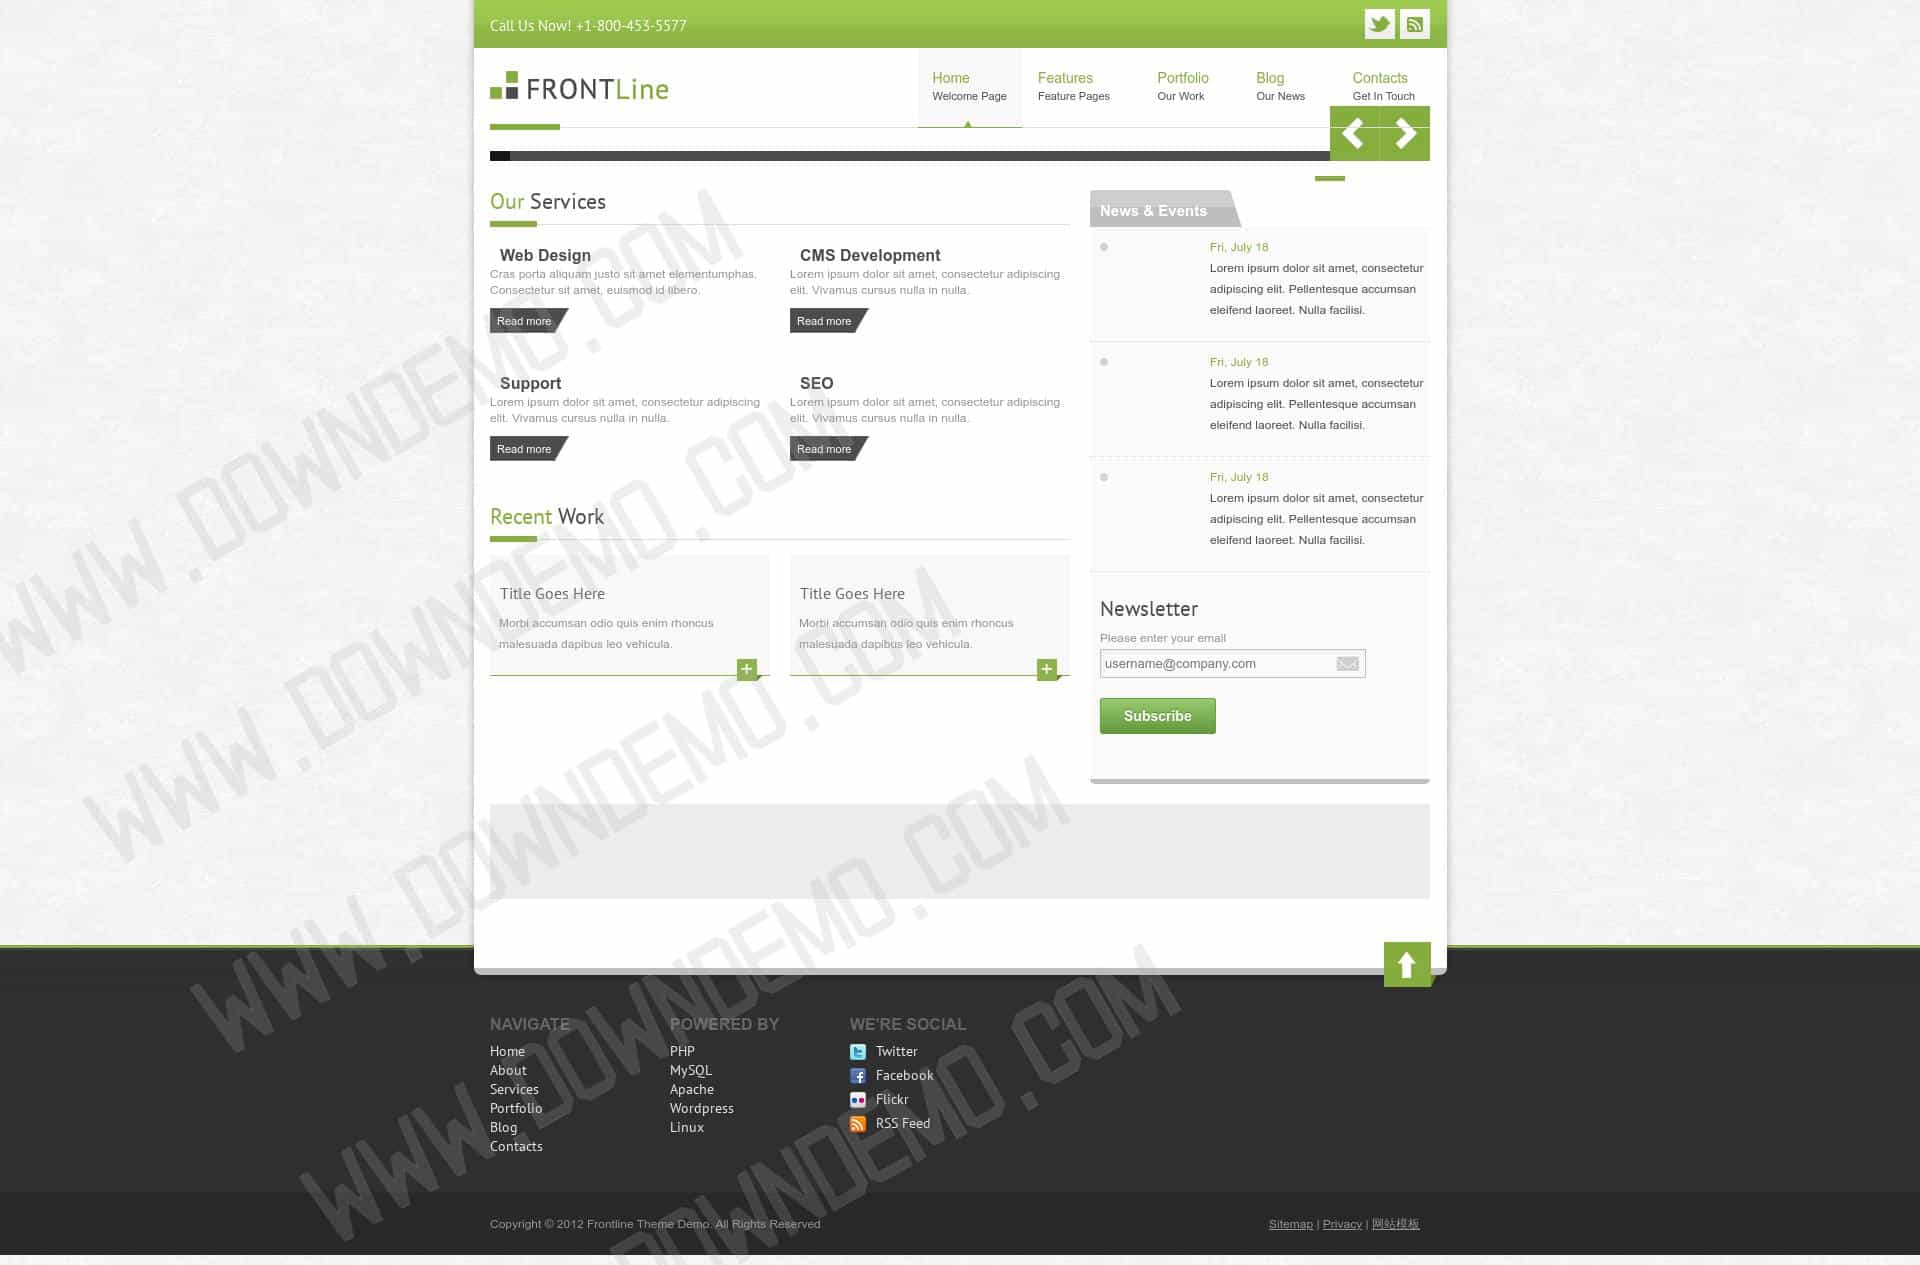 Call Us Now! +1-800-453-5577
FRONTLine
Home
Welcome Page
Features
Feature Pages
Portfolio
Our Work
Blog
Our News
Contacts
Get In Touch
Our Services
Web Design
Cras porta aliquam justo sit amet elementumphas.
Consectetur sit amet, euismod id libero.
Read more
CMS Development
Lorem ipsum dolor sit amet, consectetur adipiscing
elit. Vivamus cursus nulla in nulla.
Read more
Support
Lorem ipsum dolor sit amet, consectetur adipiscing
elit. Vivamus cursus nulla in nulla.
Read more
SEO
Lorem ipsum dolor sit amet, consectetur adipiscing
elit. Vivamus cursus nulla in nulla.
Read more
Recent Work
Title Goes Here
Morbi accumsan odio quis enim rhoncus
malesuada dapibus leo vehicula.
Title Goes Here
Morbi accumsan odio quis enim rhoncus
malesuada dapibus leo vehicula.
News & Events
Fri, July 18
Lorem ipsum dolor sit amet, consectetur
adipiscing elit. Pellentesque accumsan
eleifend laoreet. Nulla facilisi.
Fri, July 18
Lorem ipsum dolor sit amet, consectetur
adipiscing elit. Pellentesque accumsan
eleifend laoreet. Nulla facilisi.
Fri, July 18
Lorem ipsum dolor sit amet, consectetur
adipiscing elit. Pellentesque accumsan
eleifend laoreet. Nulla facilisi.
Newsletter
Please enter your email
username@company.com
Subscribe
NAVIGATE
Home
About
Services
Portfolio
Blog
Contacts
POWERED BY
PHP
MySQL
Apache
Wordpress
Linux
WE'RE SOCIAL
Twitter
Facebook
Flickr
RSS Feed
Copyright © 2012 Frontline Theme Demo. All Rights Reserved
Sitemap | Privacy | 网站模板
WWW.DOWNDEMO.COM
WWW.DOWNDEMO.COM
WWW.DOWNDEMO.COM
WWW.DOWNDEMO.COM
DOWNDEMO.COM